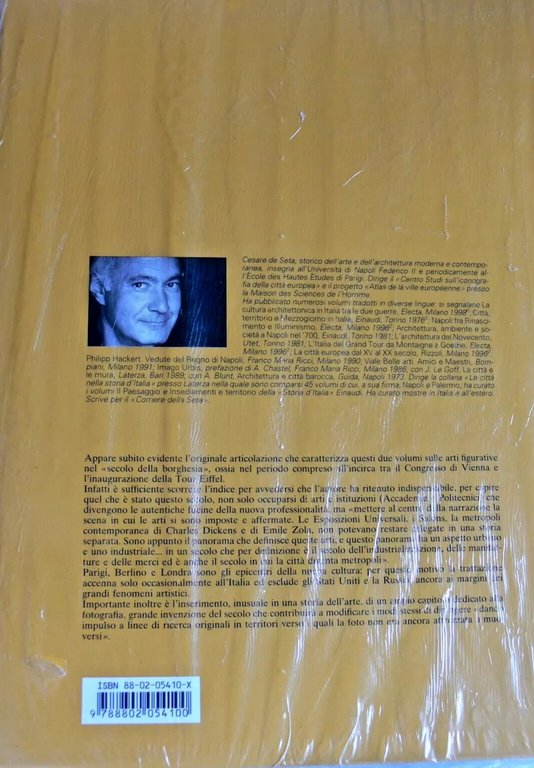 Cesare de Seta, storico dell'arte e dell'architettura moderna e contempo-
ranea, insegna all'Università di Napoli Federico II e periodicamente al-
l'Ecole des Hautes Études di Parigi. Dirige il «Centro Studi sull'iconogra-
fia della città europea» e il progetto «Atlas de la ville européenne» presso
la Maison des Sciences de l'Homme.
Ha pubblicato numerosi volumi tradotti in diverse lingue: si segnalano La
cultura architettonica in Italia tra le due guerre, Electa, Milano 1998; Città,
territorio e Mezzogiorno in Italia, Einaudi, Torino 1976; Napoli fra Rinasci-
mento e Illuminismo, Electa, Milano 1996; Architettura, ambiente e so-
cietà a Napoli nel '700, Einaudi, Torino 1981; L'architettura del Novecento,
Utet, Torino 1981; L'Italia del Grand Tour da Montaigne a Goethe, Electa,
Milano 1996; La città europea dal XV al XX secolo, Rizzoli, Milano 1996;
Philipp Hackert. Vedute del Regno di Napoli, Franco Maria Ricci, Milano 1990, Viale Belle arti. Amici e Maestri, Bom-
piani, Milano 1991; Imago Urbis, prefazione di A. Chastel, Franco Maria Ricci, Milano 1986, con J. Le Goff, La città e
le mura, Laterza, Bari 1989, con A. Blunt, Architettura e città barocca, Guida, Napoli 1973. Dirige la collana «Le città
nella storia d'Italia» presso Laterza nella quale sono comparsi 45 volumi di cui, a sua firma, Napoli e Palermo, ha curato
i volumi Il Paesaggio e Insediamenti e territorio della «Storia d'Italia» Einaudi. Ha curato mostre in Italia e all'estero.
Scrive per il «Corriere della Sera».
Appare subito evidente l'originale articolazione che caratterizza questi due volumi sulle arti figurative
nel «secolo della borghesia», ossia nel periodo compreso all'incirca tra il Congresso di Vienna e
l'inaugurazione della Tour Eiffel.
Infatti è sufficiente scorrere l'indice per avvedersi che l'autore ha ritenuto indispensabile, per capire
quel che è stato questo secolo, non solo occuparsi di arti e istituzioni (Accademie e Politecnici) che
divengono le autentiche fucine della nuova professionalità, ma «mettere al centro della narrazione la
scena in cui le arti si sono imposte e affermate. Le Esposizioni Universali, i Salons, la metropoli
contemporanea di Charles Dickens e di Emile Zola, non potevano restare relegate in una storia
separata. Sono appunto il panorama che definisce queste arti, e questo panorama ha un aspetto urbano
e uno industriale... in un secolo che per definizione è il secolo dell'industrializzazione, delle manifat-
ture e delle merci ed è anche il secolo in cui la città diventa metropoli».
Parigi, Berlino e Londra sono gli epicentri della nuova cultura: per questo motivo la trattazione
accenna solo occasionalmente all'Italia ed esclude gli Stati Uniti e la Russia, ancora ai margini dei
grandi fenomeni artistici.
Importante inoltre è l'inserimento, inusuale in una storia dell'arte, di un ampio capitolo dedicato alla
fotografia, grande invenzione del secolo che contribuirà a modificare i modi stessi di dipingere «dando
impulso a linee di ricerca originali in territori verso i quali la foto non era ancora attrezzata a muo-
versi».
ISBN 88-02-05410-X
9 788802 054100